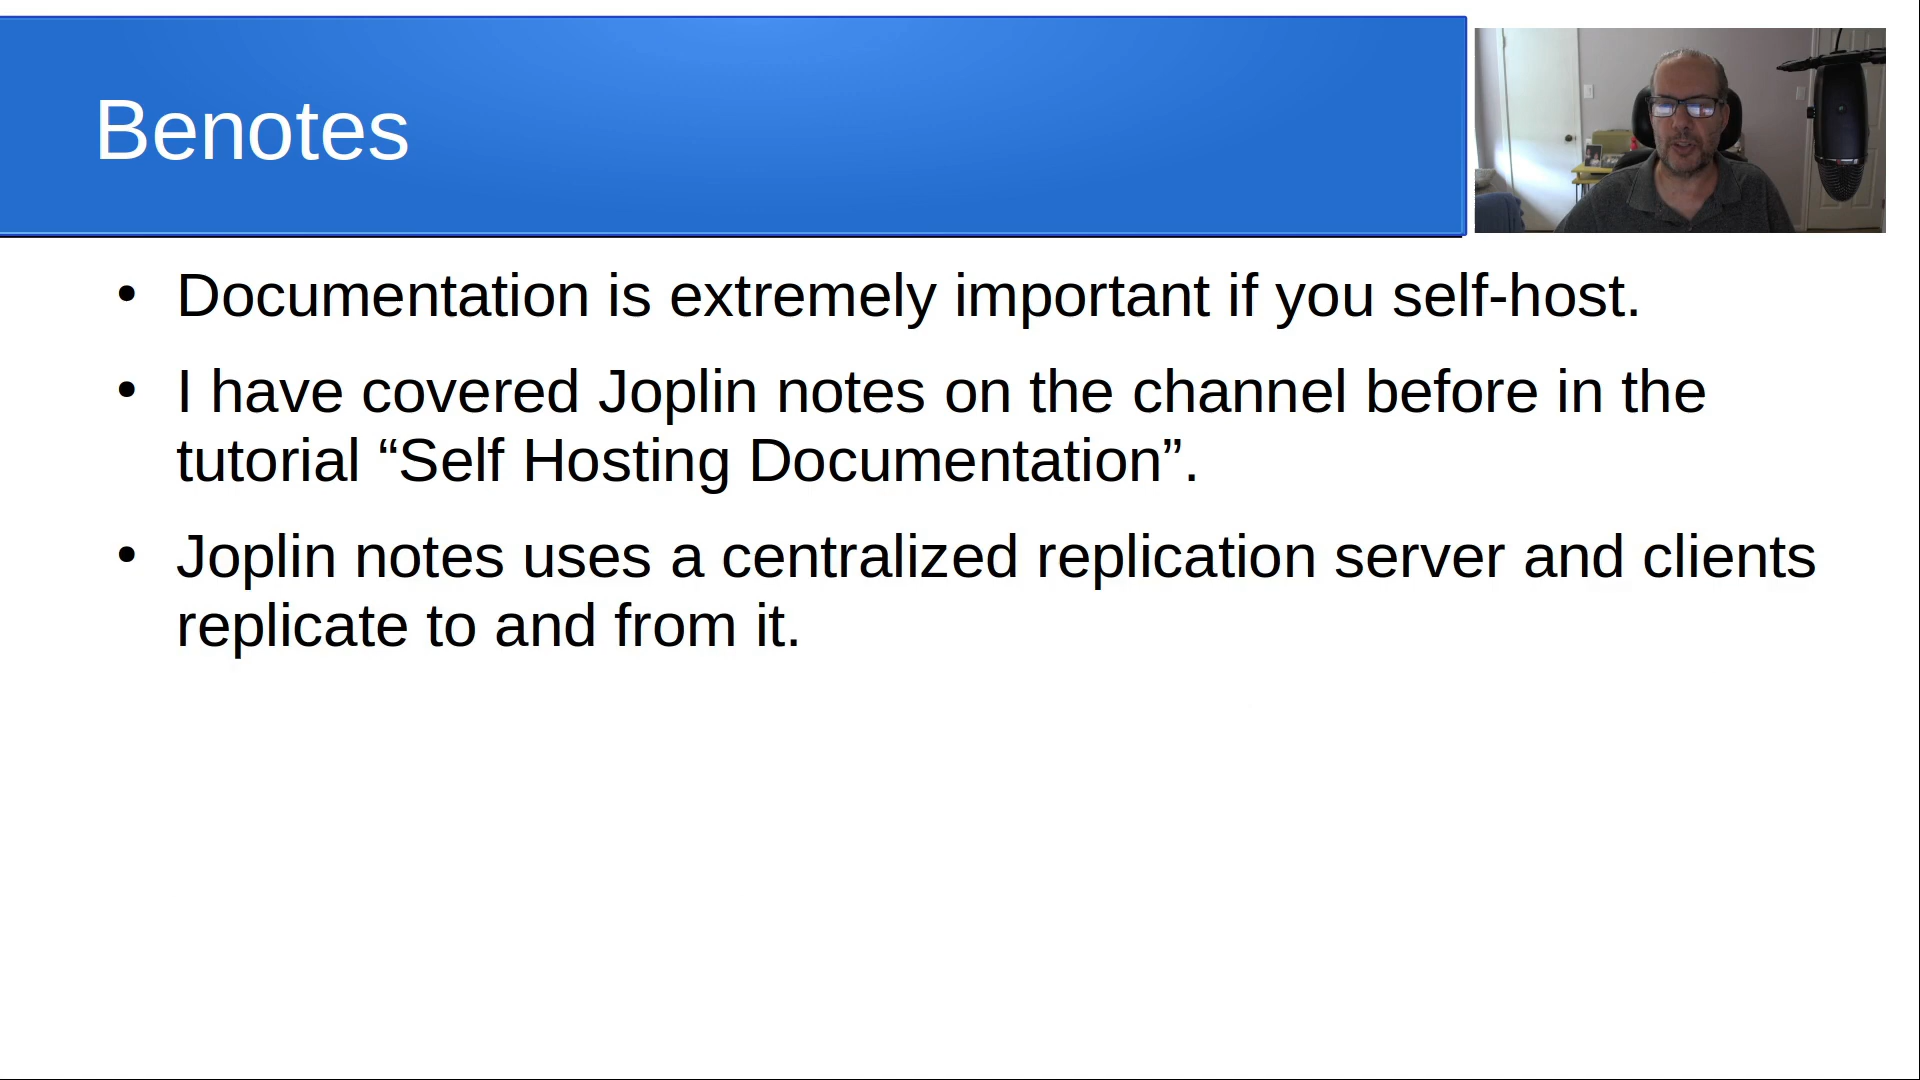 Benotes
• Documentation is extremely important if you self-host.
• I have covered Joplin notes on the channel before in the
tutorial “Self Hosting Documentation”.
• Joplin notes uses a centralized replication server and clients
replicate to and from it.